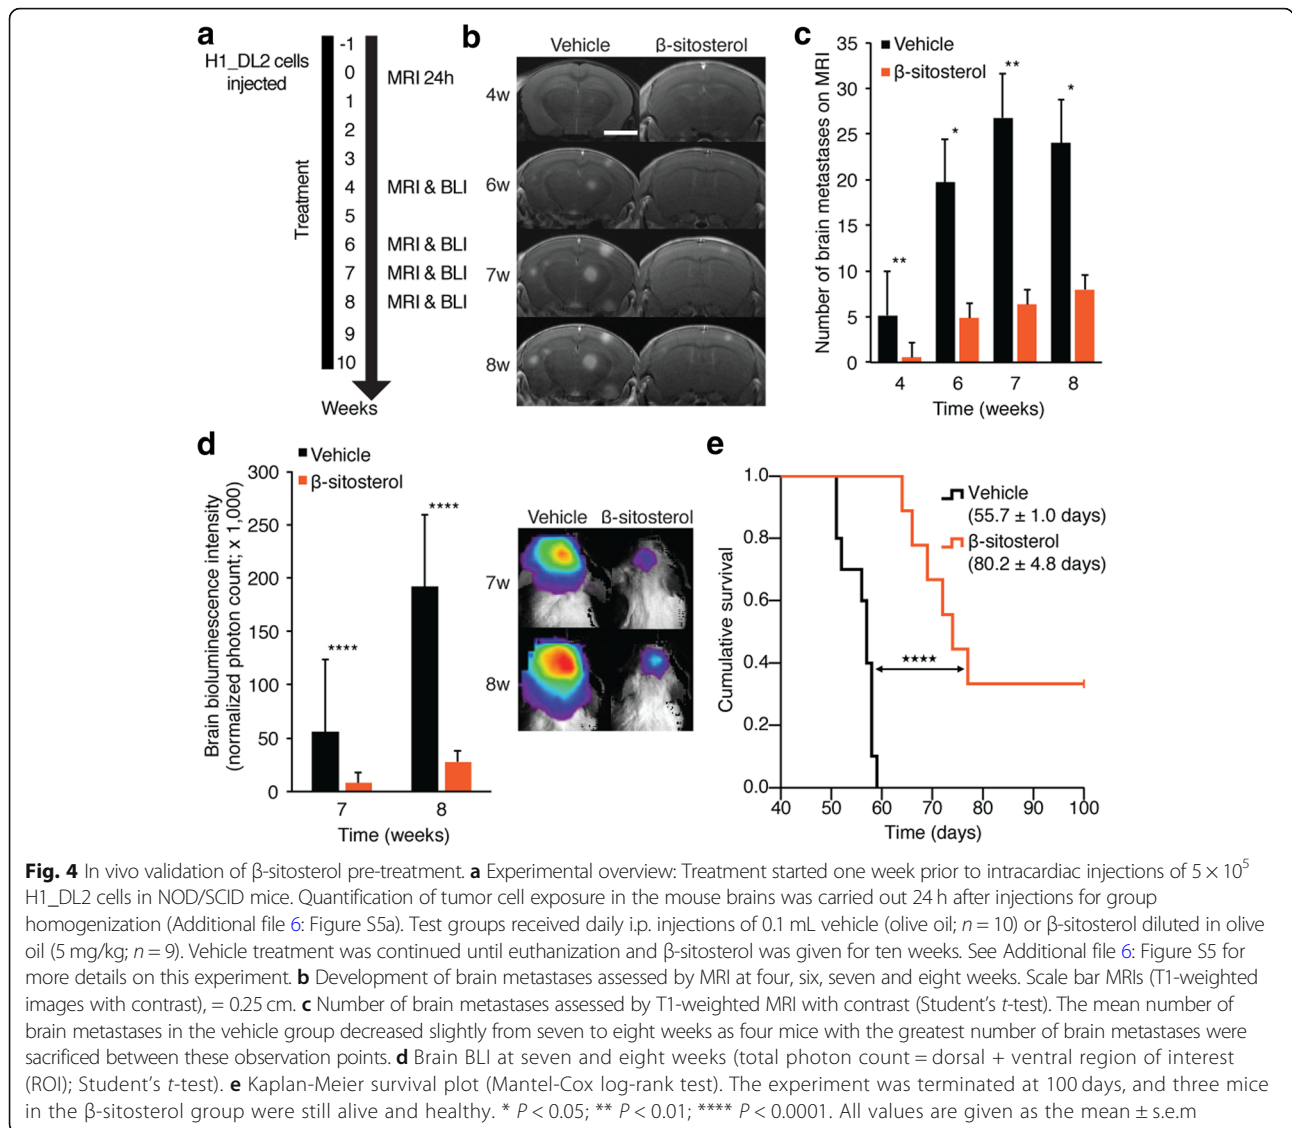 a
H1_DL2 cells
injected
Treatment
-1
0
1
2
3
4
5
6
7
8
9
10
MRI 24h
MRI & BLI
MRI & BLI
MRI & BLI
MRI & BLI
Weeks
b
Vehicle β-sitosterol
4w
6w
7w
8w
c
Vehicle
β-sitosterol
Number of brain metastases on MRI
35
30
25
20
15
10
5
0
**
*
**
*
4 6 7 8
Time (weeks)
d
Vehicle
β-sitosterol
Brain bioluminescence intensity
(normalized photon count; x 1,000)
300
250
200
150
100
50
0
****
****
7 8
Time (weeks)
Vehicle ß-sitosterol
7w
8w
e
Cumulative survival
1.0
0.8
0.6
0.4
0.2
0.0
Vehicle
(55.7 ± 1.0 days)
β-sitosterol
(80.2 ± 4.8 days)
****
40 50 60 70 80 90 100
Time (days)
Fig. 4 In vivo validation of β-sitosterol pre-treatment. a Experimental overview: Treatment started one week prior to intracardiac injections of 5 × 10⁵
H1_DL2 cells in NOD/SCID mice. Quantification of tumor cell exposure in the mouse brains was carried out 24 h after injections for group
homogenization (Additional file 6: Figure S5a). Test groups received daily i.p. injections of 0.1 mL vehicle (olive oil; n = 10) or β-sitosterol diluted in olive
oil (5 mg/kg; n = 9). Vehicle treatment was continued until euthanization and β-sitosterol was given for ten weeks. See Additional file 6: Figure S5 for
more details on this experiment. b Development of brain metastases assessed by MRI at four, six, seven and eight weeks. Scale bar MRIs (T1-weighted
images with contrast), = 0.25 cm. c Number of brain metastases assessed by T1-weighted MRI with contrast (Student's t-test). The mean number of
brain metastases in the vehicle group decreased slightly from seven to eight weeks as four mice with the greatest number of brain metastases were
sacrificed between these observation points. d Brain BLI at seven and eight weeks (total photon count = dorsal + ventral region of interest
(ROI); Student's t-test). e Kaplan-Meier survival plot (Mantel-Cox log-rank test). The experiment was terminated at 100 days, and three mice
in the β-sitosterol group were still alive and healthy. * P < 0.05; ** P < 0.01; **** P < 0.0001. All values are given as the mean ± s.e.m